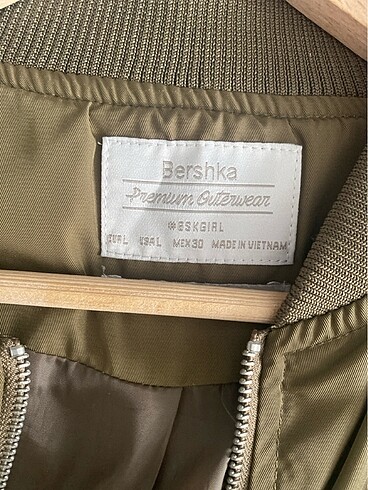 Bershka
Premium Outerwear
#BSKGIRL
EUR L USA L MEX 30 MADE IN VIETNAM